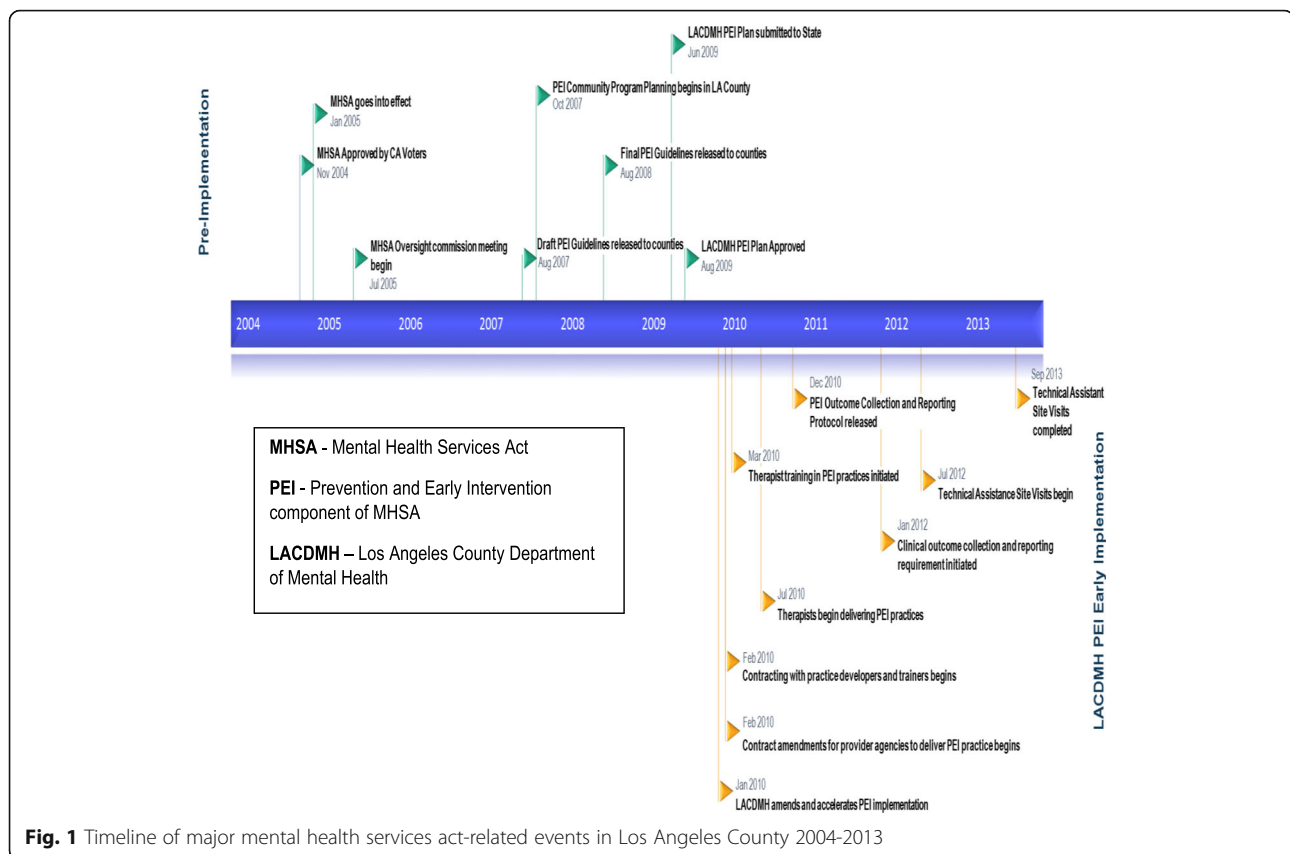 LACDMH PEI Plan submitted to State
Jun 2009
PEI Community Program Planning begins in LA County
Oct 2007
MHSA goes into effect
Jan 2005
MHSA Approved by CA Voters
Nov 2004
Final PEI Guidelines released to counties
Aug 2008
Pre-Implementation
MHSA Oversight commission meeting
begin
Jul 2005
Draft PEI Guidelines released to counties
Aug 2007
LACDMH PEI Plan Approved
Aug 2009
2004 2005 2006 2007 2008 2009 2010 2011 2012 2013
Sep 2013
Technical Assistant
Site Visits
completed
Dec 2010
PEI Outcome Collection and Reporting
Protocol released
Mar 2010
Therapist training in PEI practices initiated
Jul 2012
Technical Assistance Site Visits begin
Jan 2012
Clinical outcome collection and reporting
requirement initiated
Jul 2010
Therapists begin delivering PEI practices
Feb 2010
Contracting with practice developers and trainers begins
Feb 2010
Contract amendments for provider agencies to deliver PEI practice begins
Jan 2010
LACDMH amends and accelerates PEI implementation
LACDMH PEI Early Implementation
MHSA - Mental Health Services Act
PEI - Prevention and Early Intervention
component of MHSA
LACDMH – Los Angeles County Department
of Mental Health
Fig. 1 Timeline of major mental health services act-related events in Los Angeles County 2004-2013